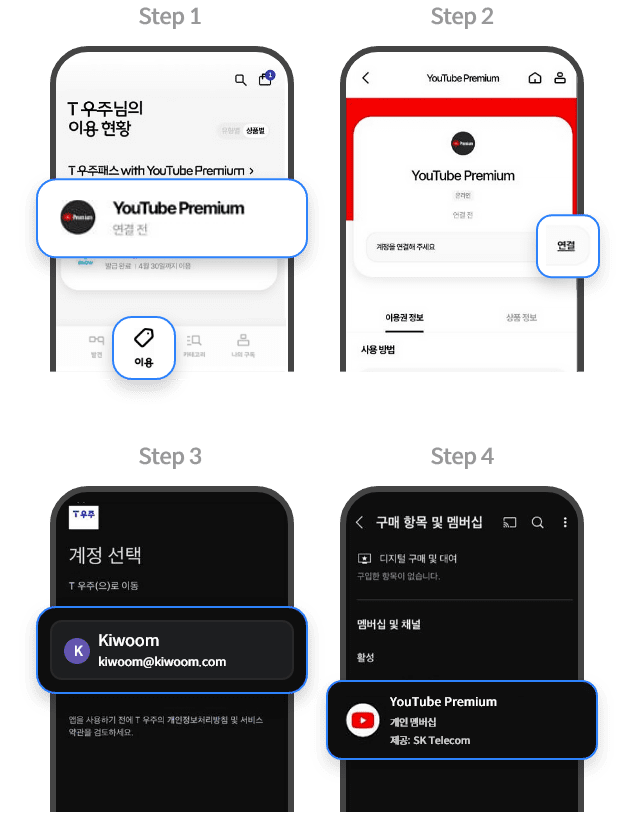 Step 1
1
T 우주님의
이용 현황
유형별 상품별
T 우주패스 with YouTube Premium >
Premium
YouTube Premium
연결 전
발급 완료 : 4월 30일까지 이용
발견
이용
카테고리
나의 구독
Step 2
YouTube Premium
Premium
YouTube Premium
온라인
연결 전
계정을 연결해 주세요
연결
이용권 정보
상품 정보
사용 방법
Step 3
T 우주
계정 선택
T 우주(으)로 이동
K
Kiwoom
kiwoom@kiwoom.com
앱을 사용하기 전에 T 우주의 개인정보처리방침 및 서비스
약관을 검토하세요.
Step 4
구매 항목 및 멤버십
디지털 구매 및 대여
구입한 항목이 없습니다.
멤버십 및 채널
활성
YouTube Premium
개인 멤버십
제공: SK Telecom